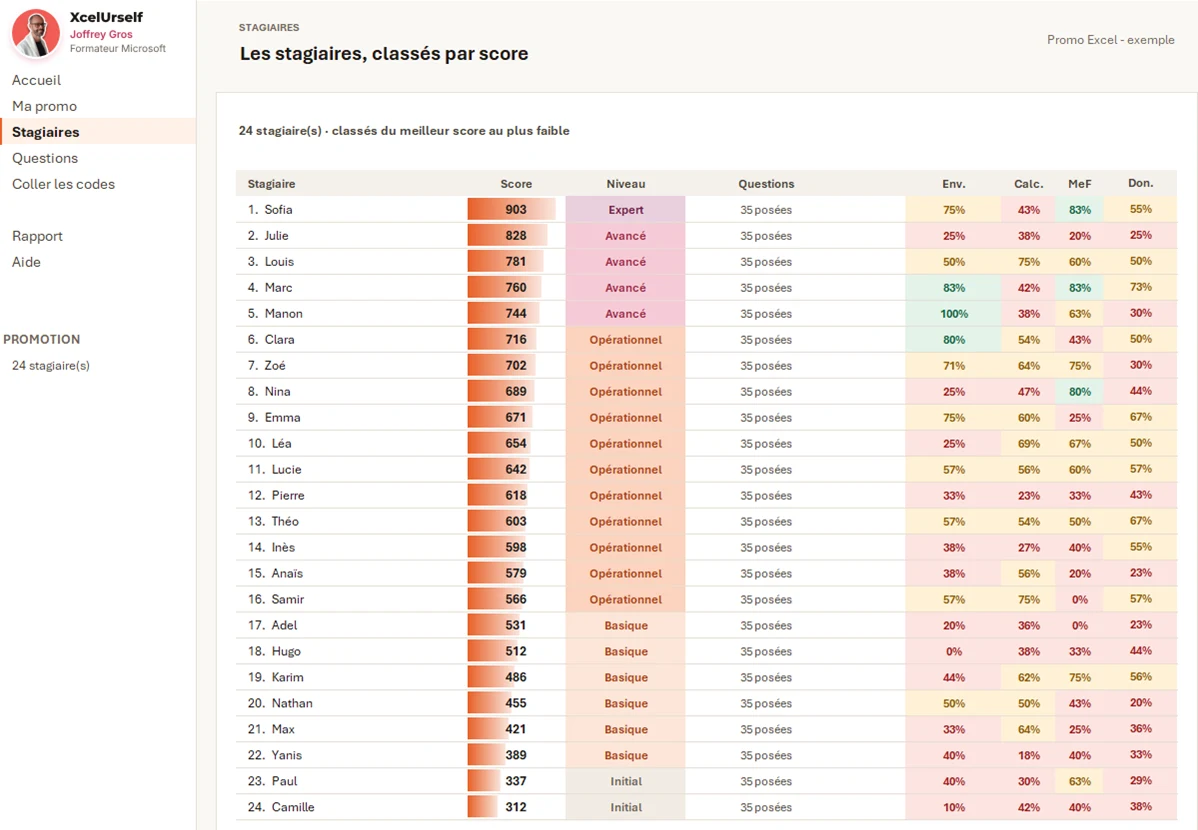 XcelUrself
Joffrey Gros
Formateur Microsoft
Accueil
Ma promo
Stagiaires
Questions
Coller les codes
Rapport
Aide
PROMOTION
24 stagiaire(s)
STAGIAIRES
Les stagiaires, classés par score
Promo Excel - exemple
24 stagiaire(s) · classés du meilleur score au plus faible
Stagiaire Score Niveau Questions Env. Calc. MeF Don.
1. Sofia 903 Expert 35 posées 75% 43% 83% 55%
2. Julie 828 Avancé 35 posées 25% 38% 20% 25%
3. Louis 781 Avancé 35 posées 50% 75% 60% 50%
4. Marc 760 Avancé 35 posées 83% 42% 83% 73%
5. Manon 744 Avancé 35 posées 100% 38% 63% 30%
6. Clara 716 Opérationnel 35 posées 80% 54% 43% 50%
7. Zoé 702 Opérationnel 35 posées 71% 64% 75% 30%
8. Nina 689 Opérationnel 35 posées 25% 47% 80% 44%
9. Emma 671 Opérationnel 35 posées 75% 60% 25% 67%
10. Léa 654 Opérationnel 35 posées 25% 69% 67% 50%
11. Lucie 642 Opérationnel 35 posées 57% 56% 60% 57%
12. Pierre 618 Opérationnel 35 posées 33% 23% 33% 43%
13. Théo 603 Opérationnel 35 posées 57% 54% 50% 67%
14. Inès 598 Opérationnel 35 posées 38% 27% 40% 55%
15. Anaïs 579 Opérationnel 35 posées 38% 56% 20% 23%
16. Samir 566 Opérationnel 35 posées 57% 75% 0% 57%
17. Adel 531 Basique 35 posées 20% 36% 0% 23%
18. Hugo 512 Basique 35 posées 0% 38% 33% 44%
19. Karim 486 Basique 35 posées 44% 62% 75% 56%
20. Nathan 455 Basique 35 posées 50% 50% 43% 20%
21. Max 421 Basique 35 posées 33% 64% 25% 36%
22. Yanis 389 Basique 35 posées 40% 18% 40% 33%
23. Paul 337 Initial 35 posées 40% 30% 63% 29%
24. Camille 312 Initial 35 posées 10% 42% 40% 38%